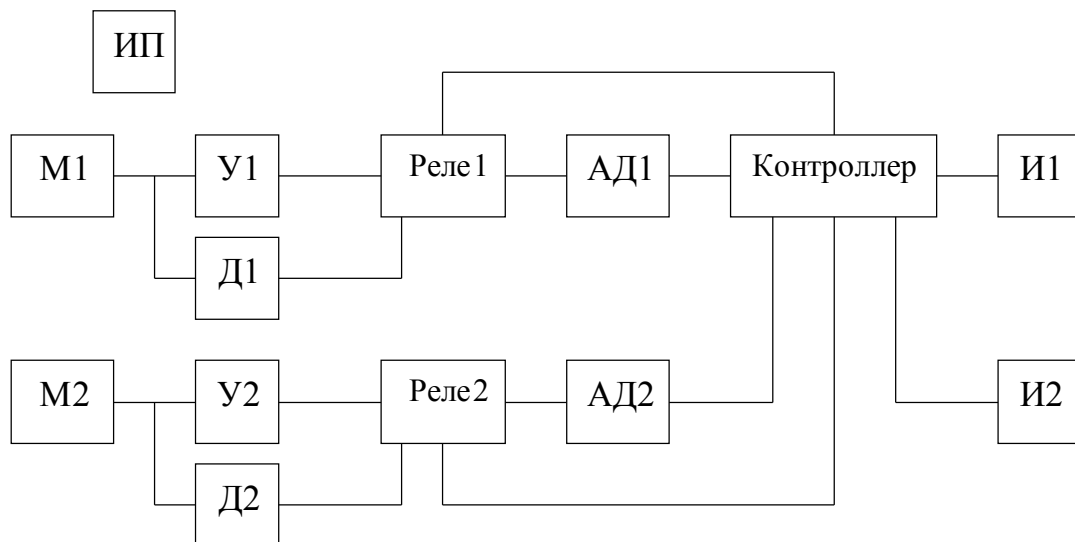 ИП
М1
У1
Реле1
АД1
Контроллер
И1
Д1
М2
У2
Реле2
АД2
И2
Д2